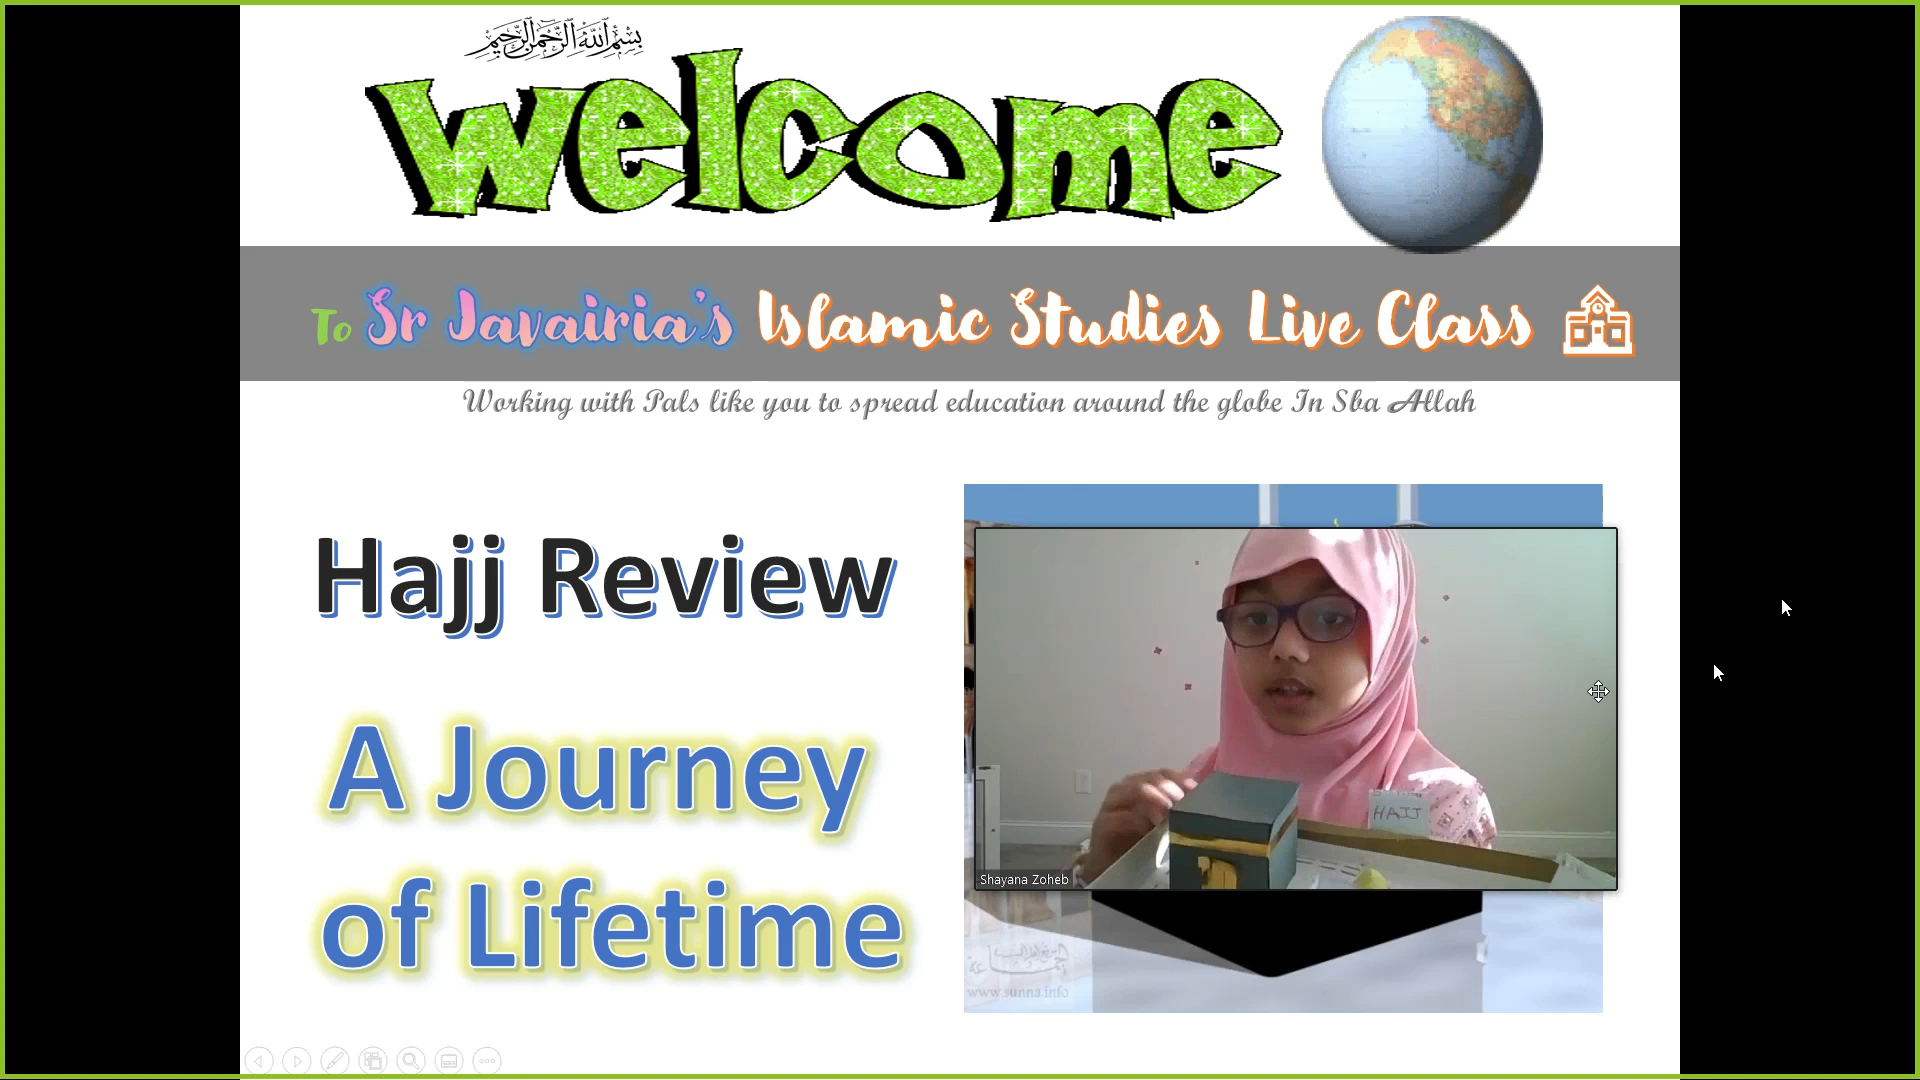 بسم الله الرحمن الرحيم
welcome
To Sr Javairia's Islamic Studies Live Class
Working with Pals like you to spread education around the globe In Sba Allah
Hajj Review
A Journey
of Lifetime
HAJJ
Shayana Zoheb
www.sunna.info